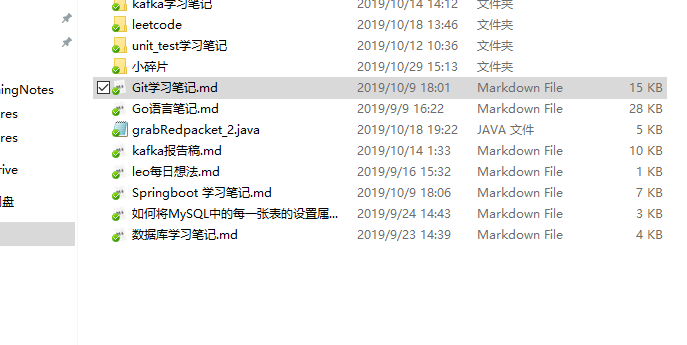 kafka学习笔记 2019/10/14 14:12 文件夹
leetcode 2019/10/18 13:46 文件夹
unit_test学习笔记 2019/10/12 10:36 文件夹
小碎片 2019/10/29 15:13 文件夹
ingNotes
Git学习笔记.md 2019/10/9 18:01 Markdown File 15 KB
Go语言笔记.md 2019/9/9 16:22 Markdown File 28 KB
res
grabRedpacket_2.java 2019/10/18 19:22 JAVA 文件 5 KB
res
kafka报告稿.md 2019/10/14 1:33 Markdown File 10 KB
rive
leo每日想法.md 2019/9/16 15:32 Markdown File 1 KB
Springboot 学习笔记.md 2019/10/9 18:06 Markdown File 7 KB
盘
如何将MySQL中的每一张表的设置属... 2019/9/24 14:43 Markdown File 3 KB
数据库学习笔记.md 2019/9/23 14:39 Markdown File 4 KB